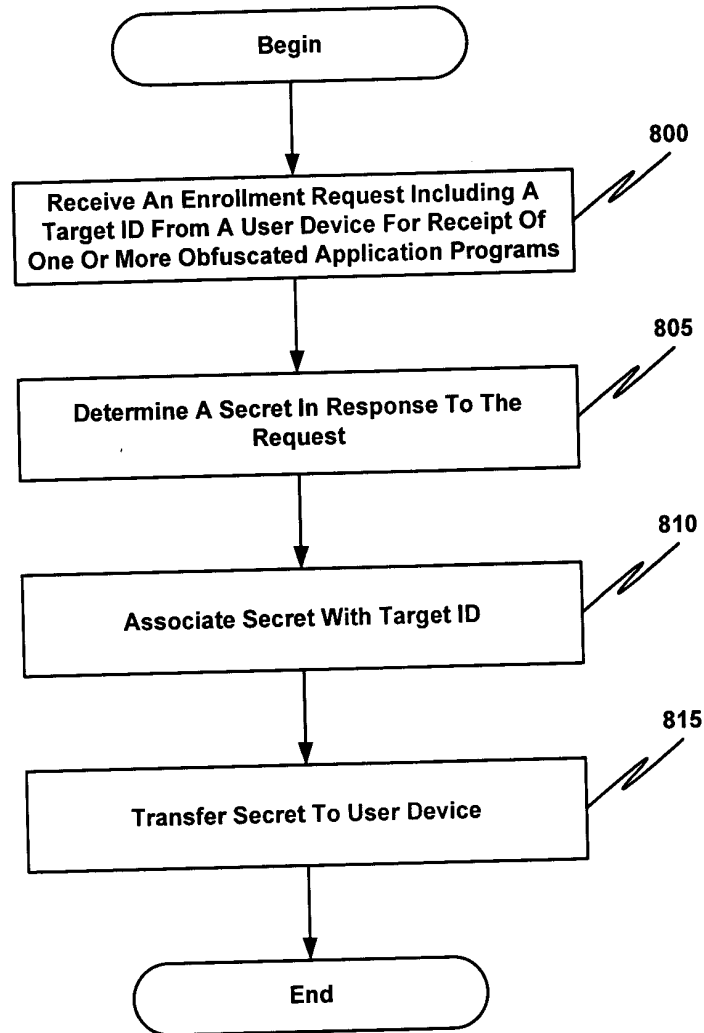 Begin
800
Receive An Enrollment Request Including A
Target ID From A User Device For Receipt Of
One Or More Obfuscated Application Programs
805
Determine A Secret In Response To The
Request
810
Associate Secret With Target ID
815
Transfer Secret To User Device
End